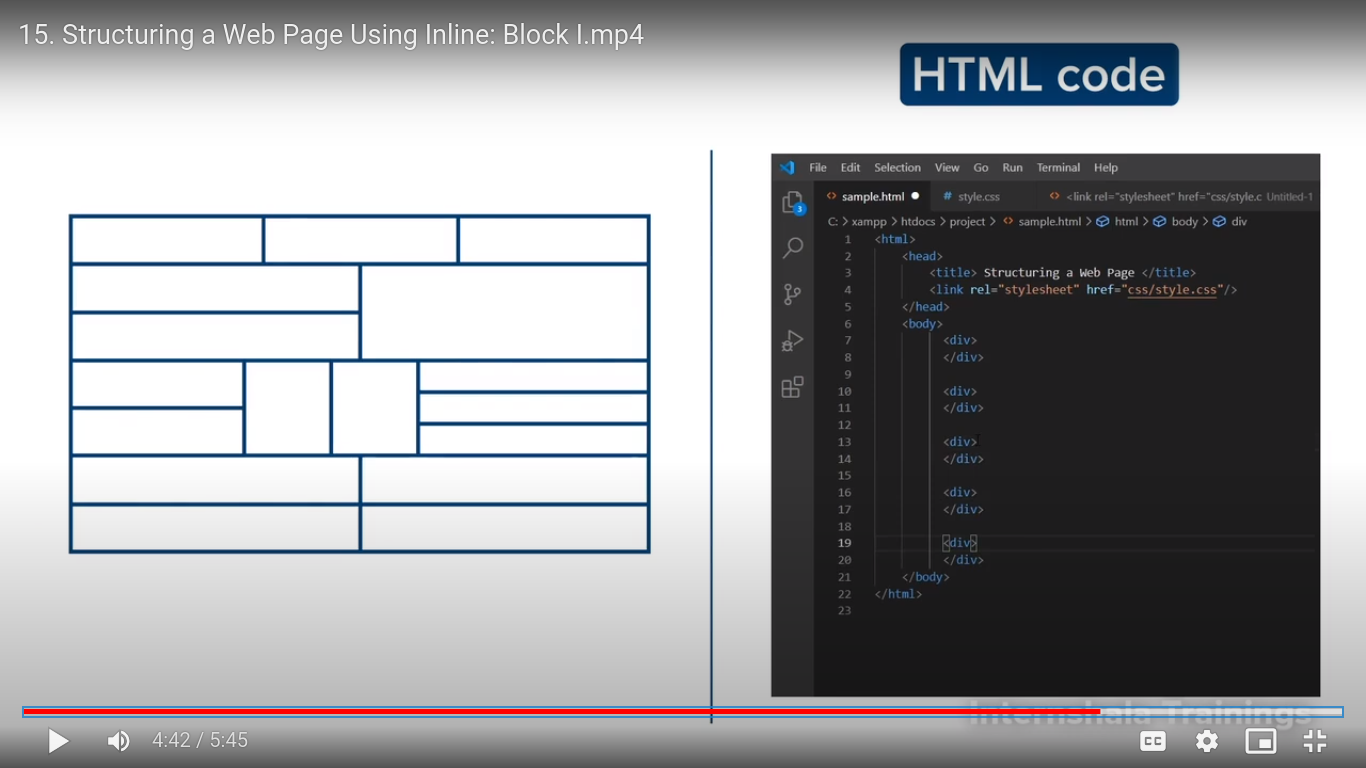 15. Structuring a Web Page Using Inline: Block I.mp4
HTML code
File Edit Selection View Go Run Terminal Help
3
<> sample.html ● # style.css <> <link rel="stylesheet" href="css/style.c Untitled-1
C: > xampp > htdocs > project > <> sample.html > html > body > div
1 <html>
2 <head>
3 <title> Structuring a Web Page </title>
4 <link rel="stylesheet" href="css/style.css"/>
5 </head>
6 <body>
7 <div>
8 </div>
9
10 <div>
11 </div>
12
13 <div>
14 </div>
15
16 <div>
17 </div>
18
19 <div>
20 </div>
21 </body>
22 </html>
23
Internshala Trainings
4:42 / 5:45
CC